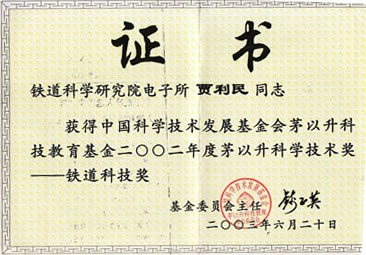 证书
铁道科学研究院电子所 贾利民 同志
获得中国科学技术发展基金会茅以升科
技教育基金二〇〇二年度茅以升科学技术奖
——铁道科技奖
基金委员会主任
二〇〇三年六月二十日